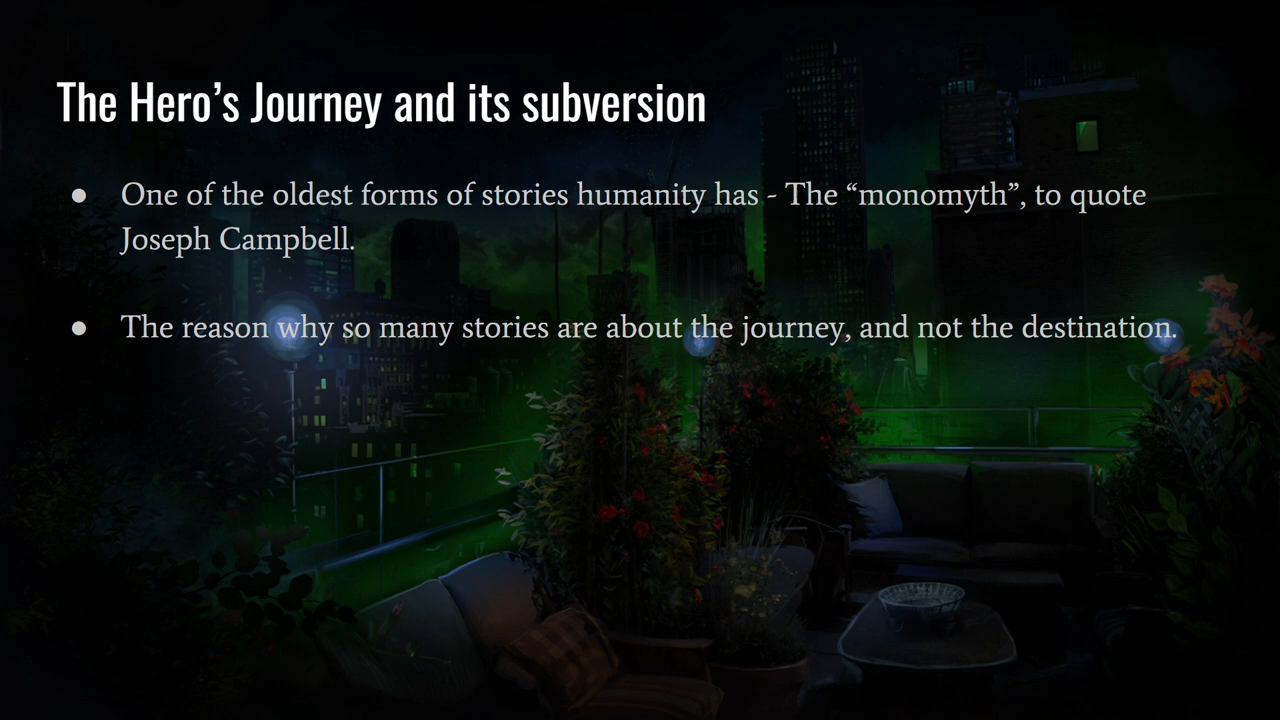 The Hero’s Journey and its subversion
● One of the oldest forms of stories humanity has - The “monomyth”, to quote
Joseph Campbell.
● The reason why so many stories are about the journey, and not the destination.